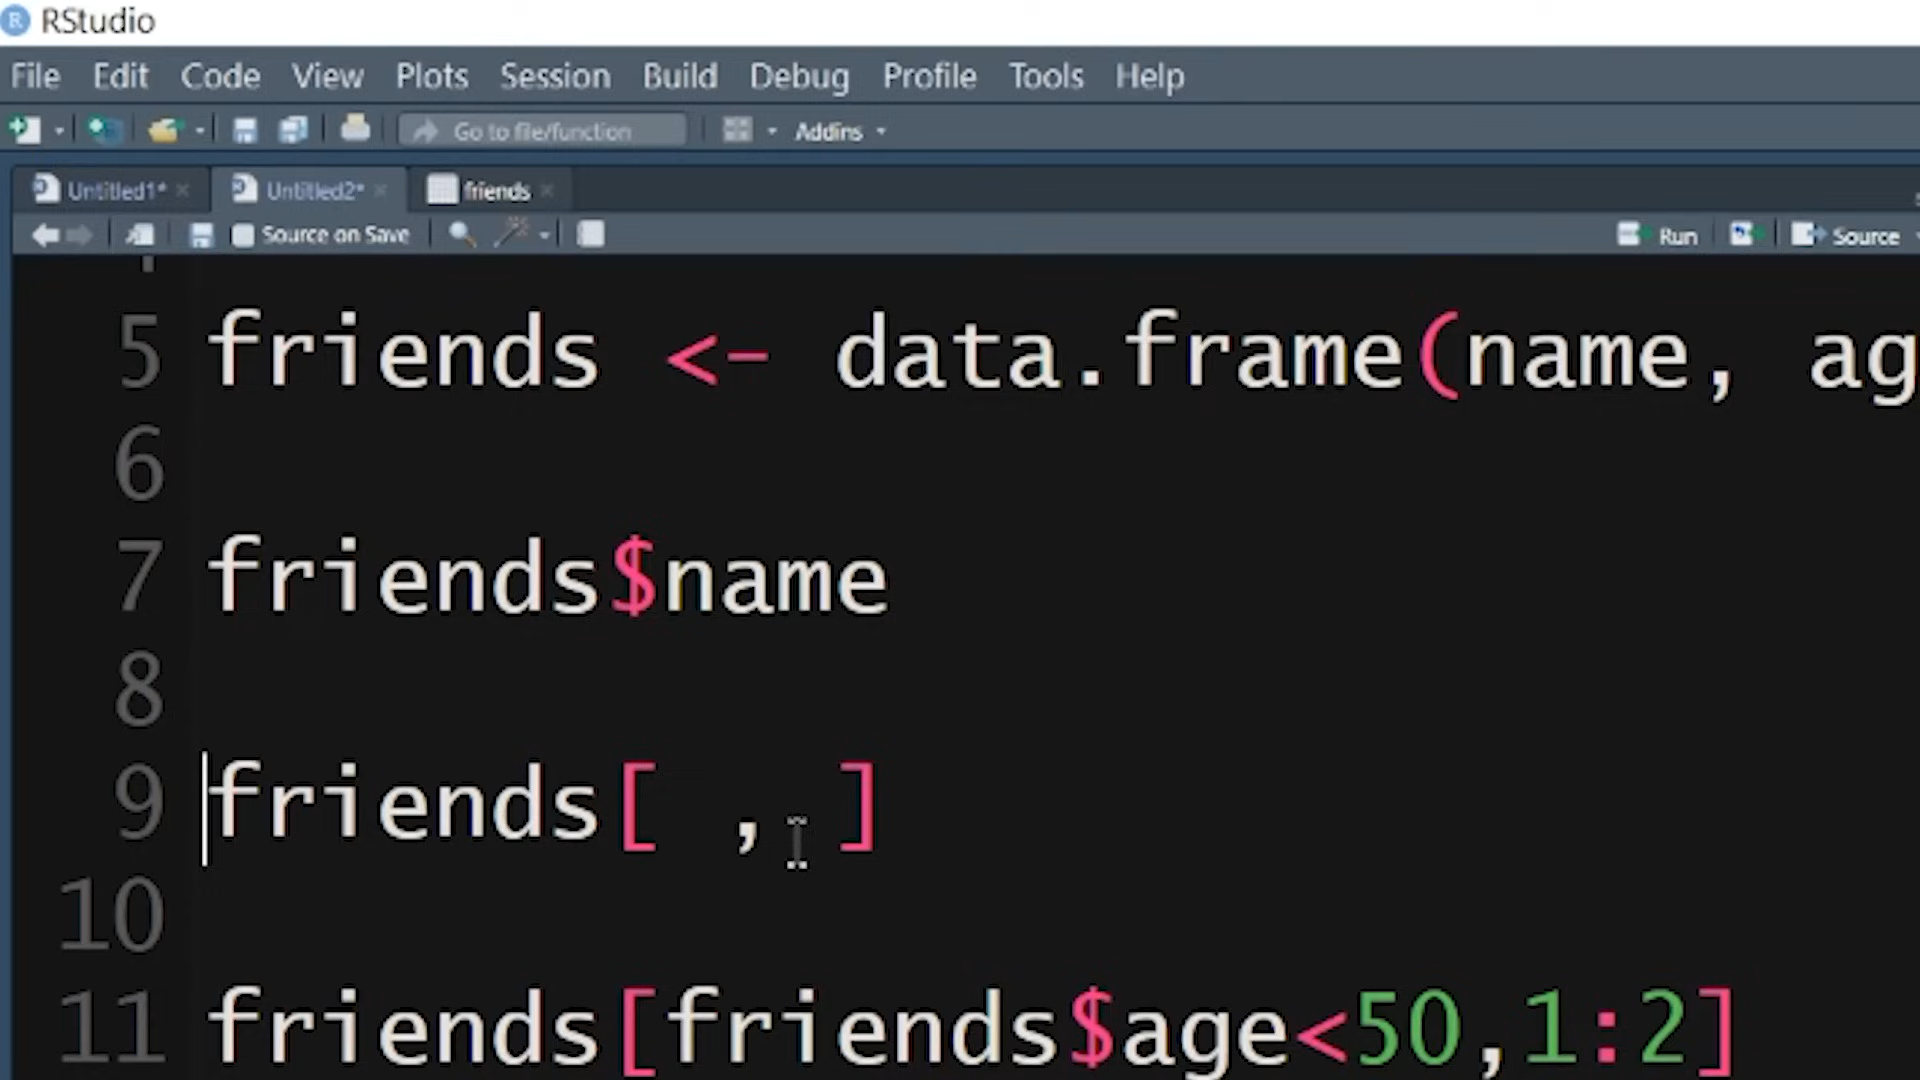 RStudio
File Edit Code View Plots Session Build Debug Profile Tools Help
Go to file/function Addins
Untitled1* Untitled2* friends
Source on Save Run Source
5 friends <- data.frame(name, ag
6
7 friends$name
8
9 friends[ , ]
10
11 friends[friends$age<50,1:2]